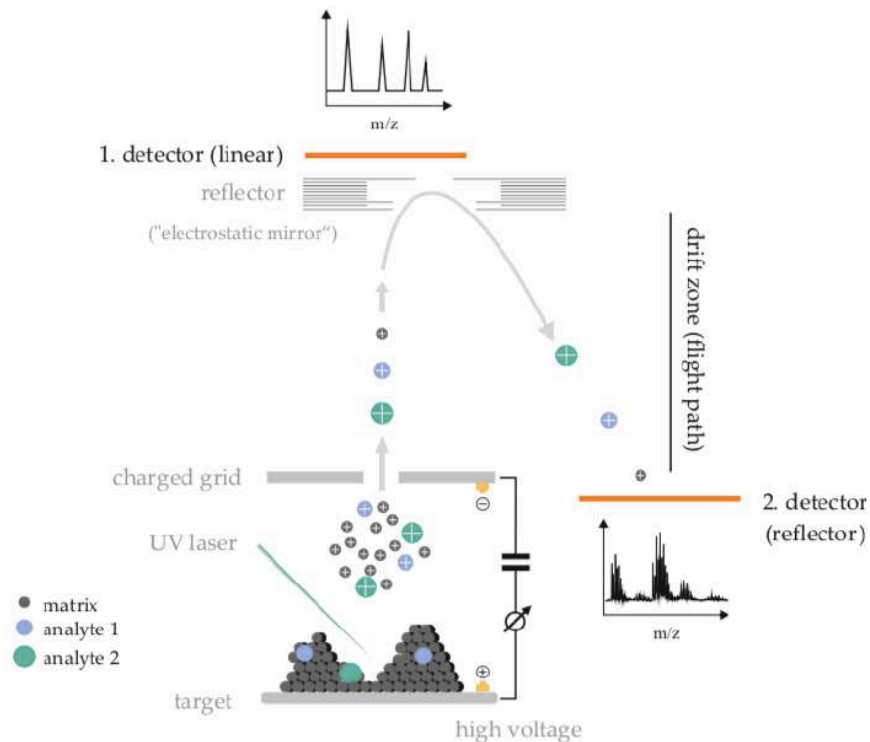 m/z
1. detector (linear)
reflector
("electrostatic mirror“)
drift zone (flight path)
charged grid
UV laser
2. detector
(reflector)
matrix
analyte 1
analyte 2
m/z
target
high voltage